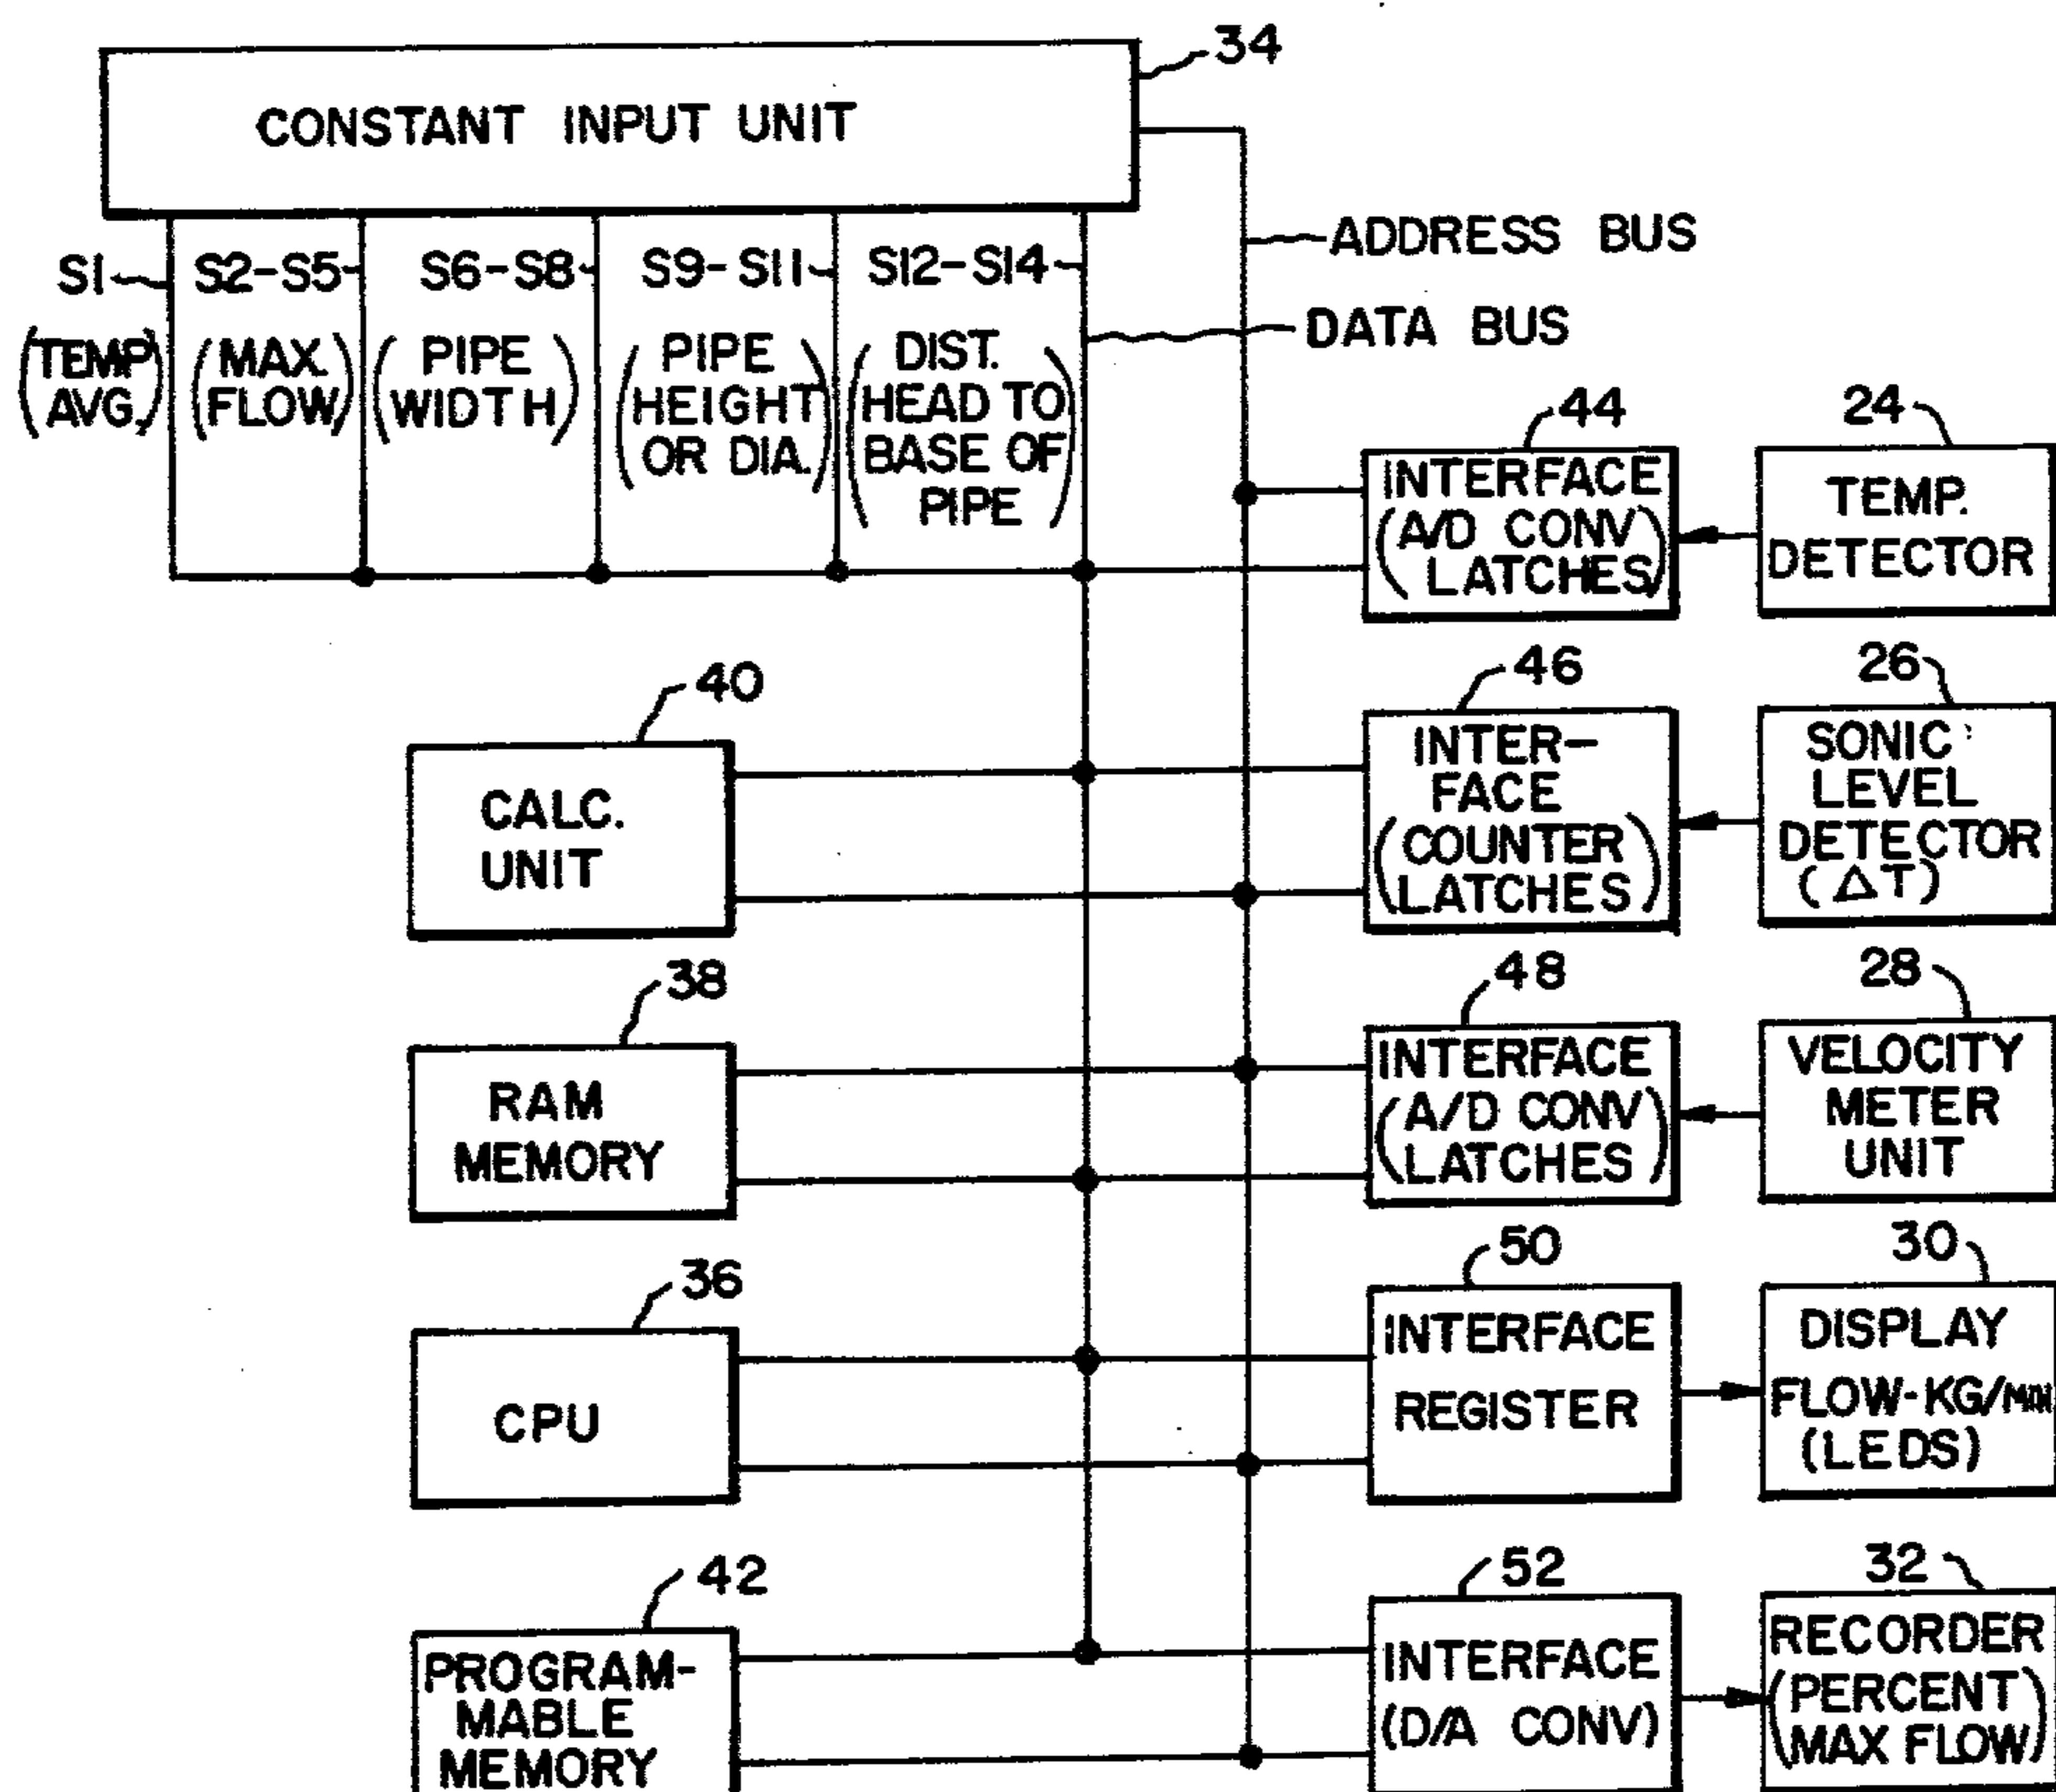 34
CONSTANT INPUT UNIT
ADDRESS BUS
S1
S2-S5
S6-S8
S9-S11
S12-S14
DATA BUS
(TEMP
AVG.)
(MAX.
FLOW)
(PIPE
WIDTH)
(PIPE
HEIGHT
OR DIA.)
(DIST.
HEAD TO
BASE OF
PIPE)
44
INTERFACE
(A/D CONV
LATCHES)
24
TEMP.
DETECTOR
40
CALC.
UNIT
46
INTER-
FACE
(COUNTER
LATCHES)
26
SONIC
LEVEL
DETECTOR
(ΔT)
38
RAM
MEMORY
48
INTERFACE
(A/D CONV
LATCHES)
28
VELOCITY
METER
UNIT
36
CPU
50
INTERFACE
REGISTER
30
DISPLAY
FLOW-KG/MIN
(LEDS)
42
PROGRAM-
MABLE
MEMORY
52
INTERFACE
(D/A CONV)
32
RECORDER
(PERCENT
MAX FLOW)